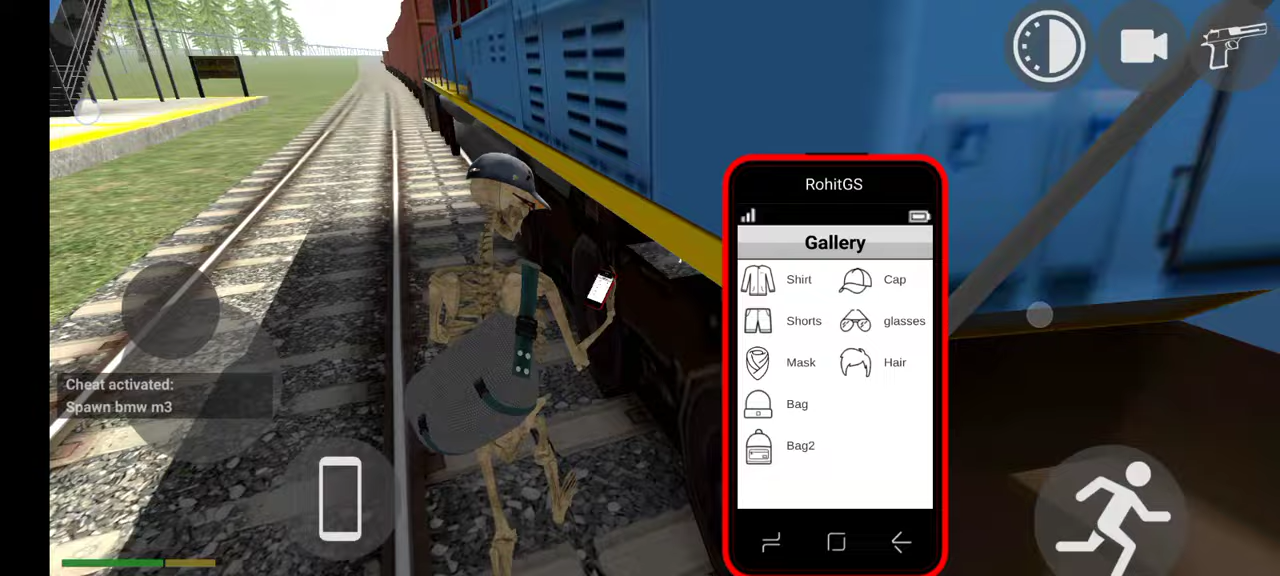 RohitGS
Gallery
Shirt
Cap
Shorts
glasses
Mask
Hair
Bag
Bag2
Cheat activated:
Spawn bmw m3